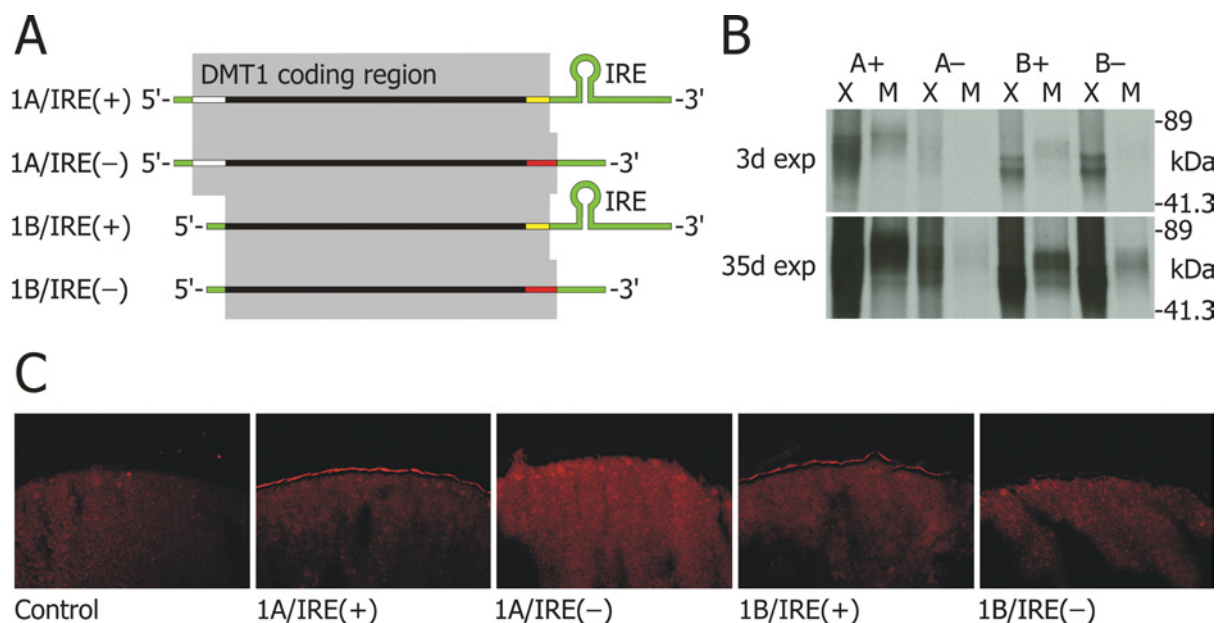 A
DMT1 coding region
1A/IRE(+) 5'- IRE -3'
1A/IRE(−) 5'- -3'
1B/IRE(+) 5'- IRE -3'
1B/IRE(−) 5'- -3'
B
A+ A− B+ B−
X M X M X M X M
-89
3d exp kDa
-41.3
-89
35d exp kDa
-41.3
C
Control 1A/IRE(+) 1A/IRE(−) 1B/IRE(+) 1B/IRE(−)